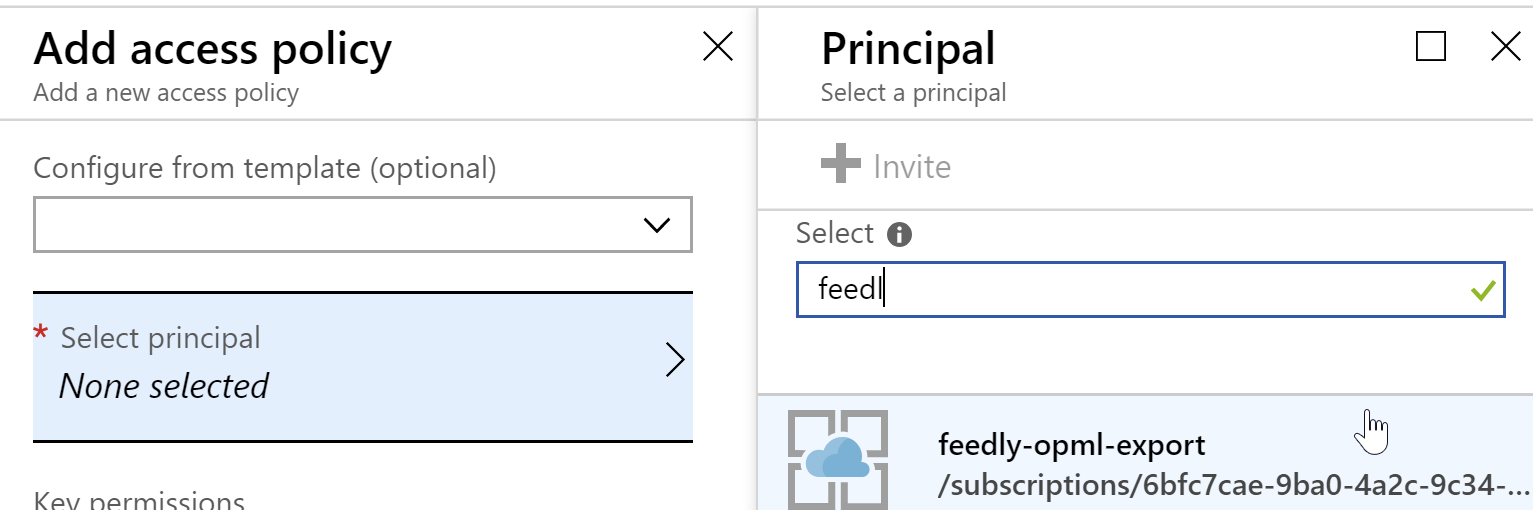 Add access policy
Add a new access policy
Configure from template (optional)
* Select principal
None selected
Key permissions
Principal
Select a principal
Invite
Select
feedl
feedly-opml-export
/subscriptions/6bfc7cae-9ba0-4a2c-9c34-...